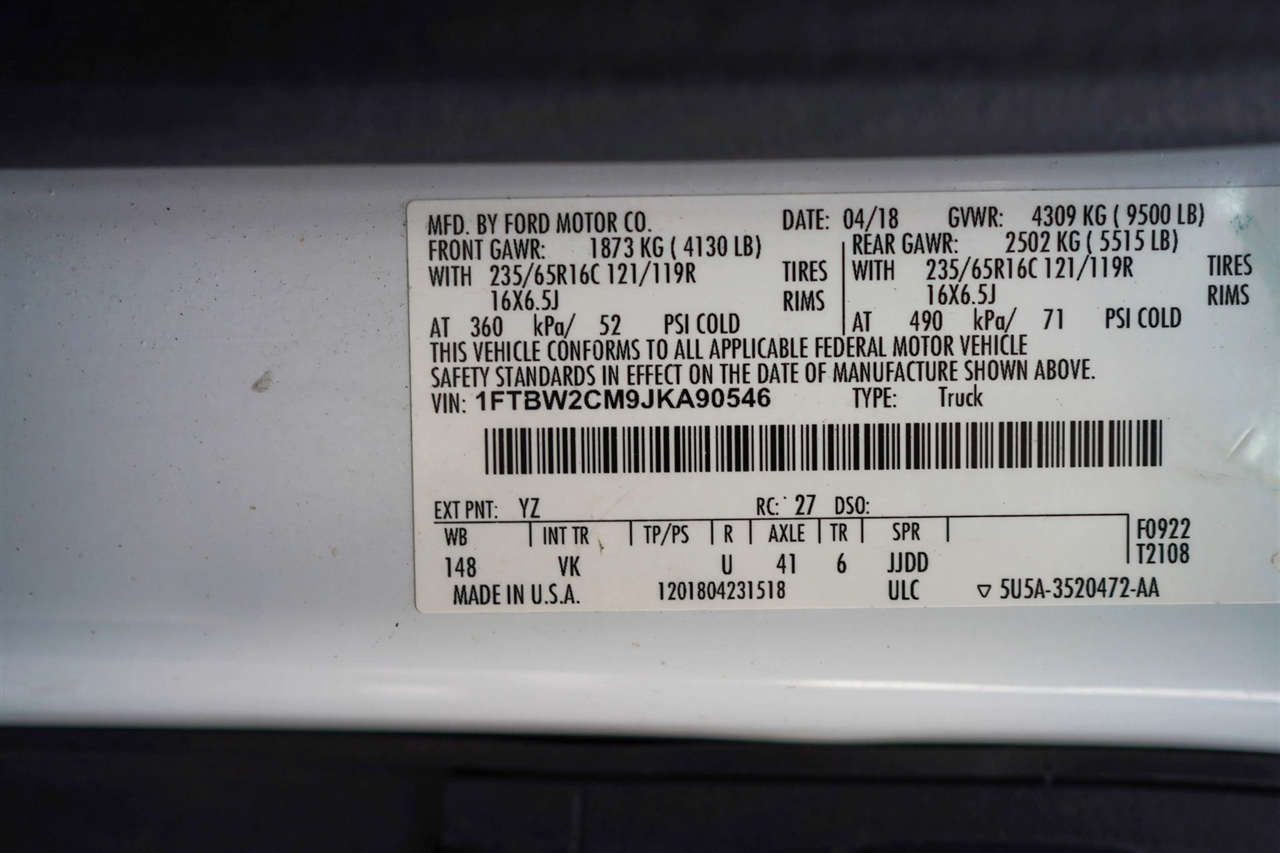 MFD. BY FORD MOTOR CO. DATE: 04/18 GVWR: 4309 KG ( 9500 LB)
FRONT GAWR: 1873 KG ( 4130 LB) REAR GAWR: 2502 KG ( 5515 LB)
WITH 235/65R16C 121/119R TIRES WITH 235/65R16C 121/119R TIRES
16X6.5J RIMS 16X6.5J RIMS
AT 360 kPa/ 52 PSI COLD AT 490 kPa/ 71 PSI COLD
THIS VEHICLE CONFORMS TO ALL APPLICABLE FEDERAL MOTOR VEHICLE
SAFETY STANDARDS IN EFFECT ON THE DATE OF MANUFACTURE SHOWN ABOVE.
VIN: 1FTBW2CM9JKA90546 TYPE: Truck
EXT PNT: YZ RC: 27 DSO:
WB INT TR TP/PS R AXLE TR SPR F0922
148 VK U 41 6 JJDD T2108
MADE IN U.S.A. 1201804231518 ULC ▽ 5U5A-3520472-AA